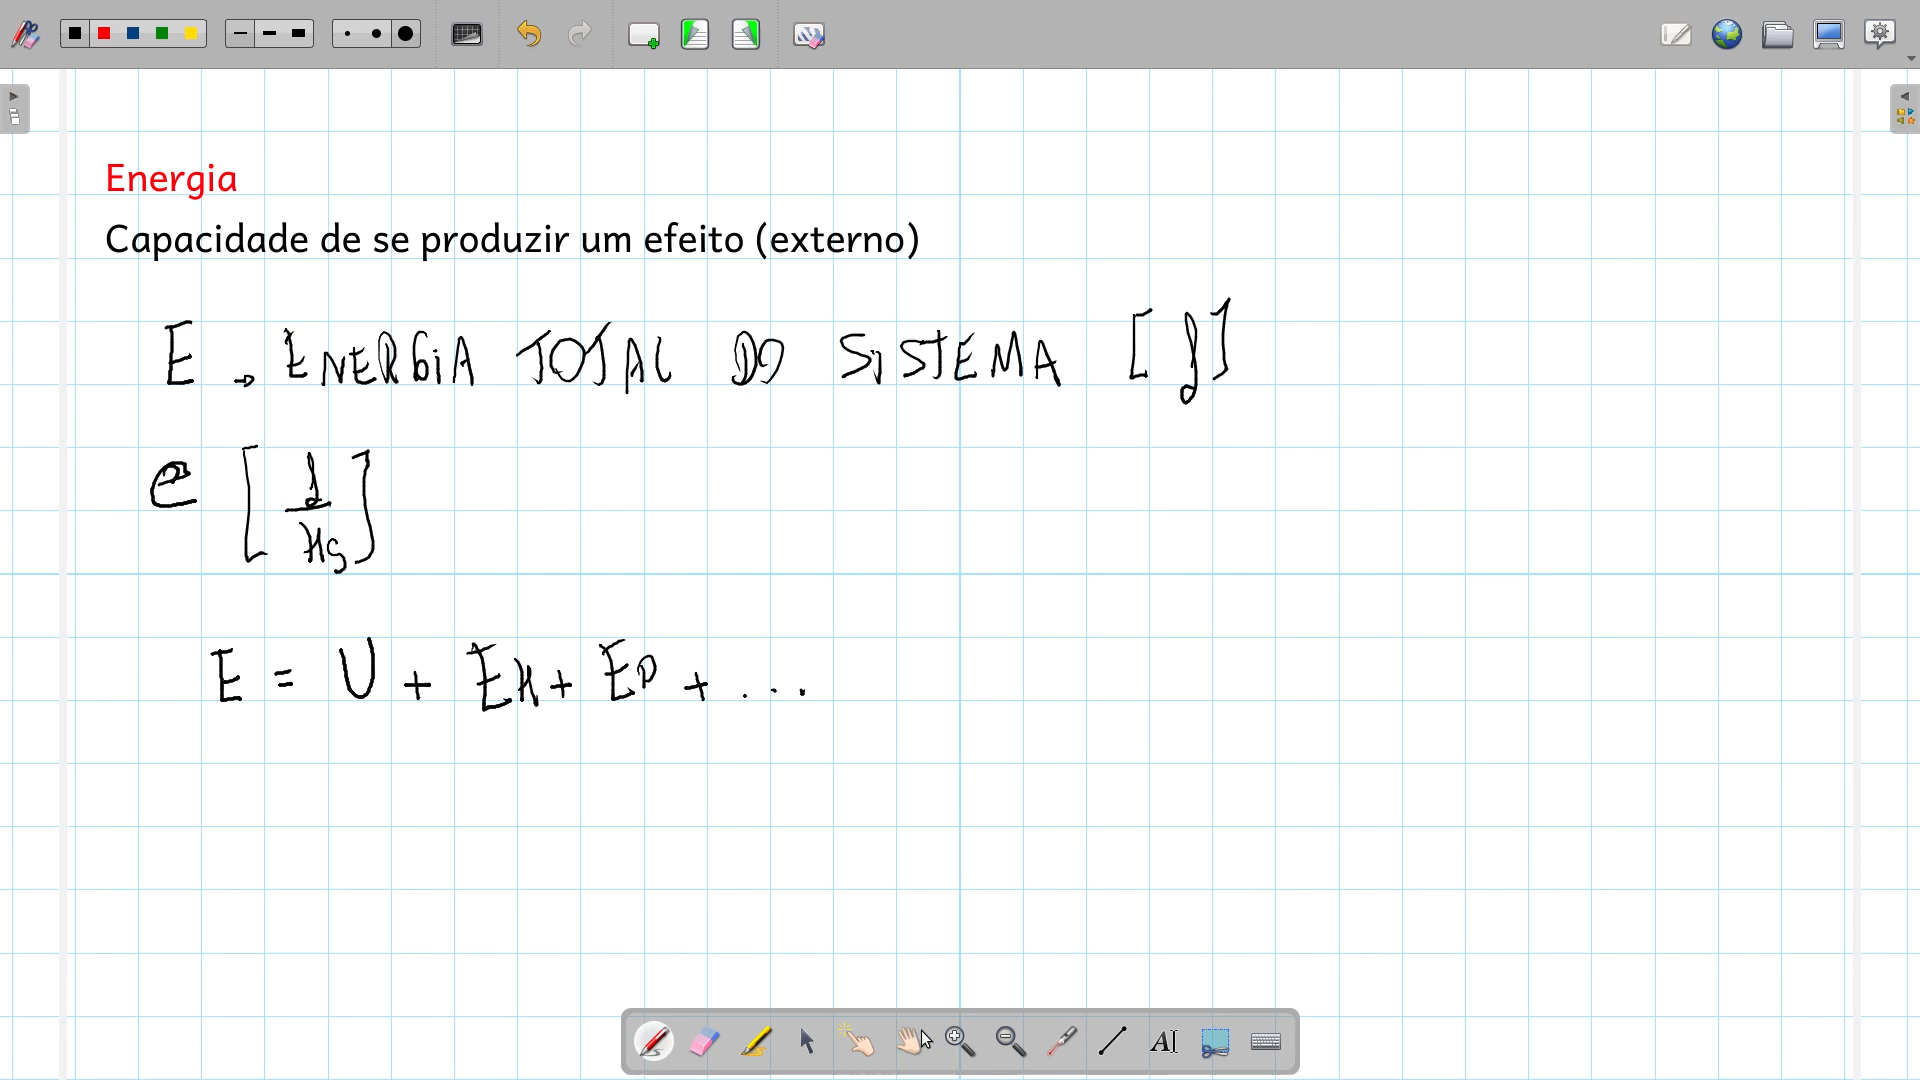 Energia
Capacidade de se produzir um efeito (externo)
E → ENERGIA TOTAL DO SISTEMA [J]
e [J/Kg]
E = U + EK + EP + ...